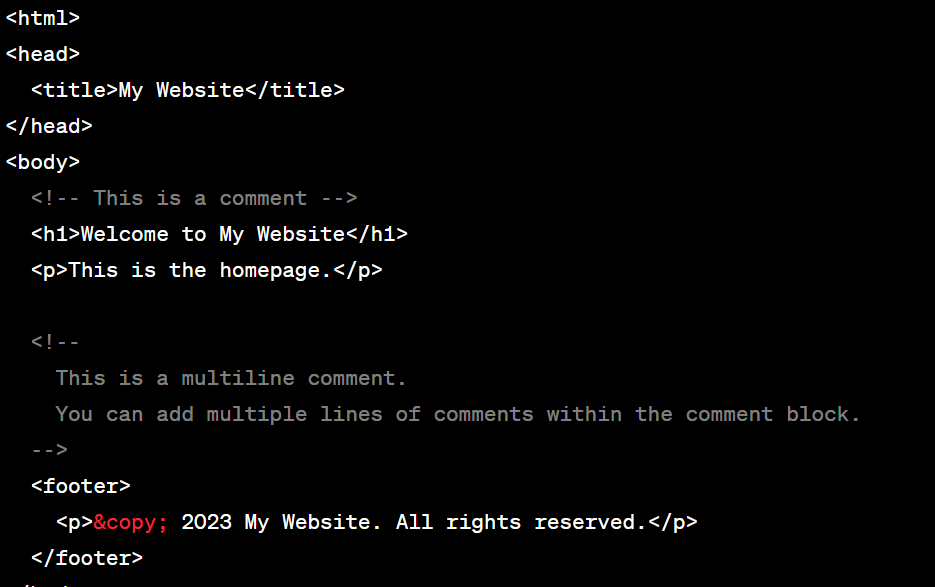 <html>
<head>
  <title>My Website</title>
</head>
<body>
  <!-- This is a comment -->
  <h1>Welcome to My Website</h1>
  <p>This is the homepage.</p>

  <!--
    This is a multiline comment.
    You can add multiple lines of comments within the comment block.
  -->
  <footer>
    <p>&copy; 2023 My Website. All rights reserved.</p>
  </footer>